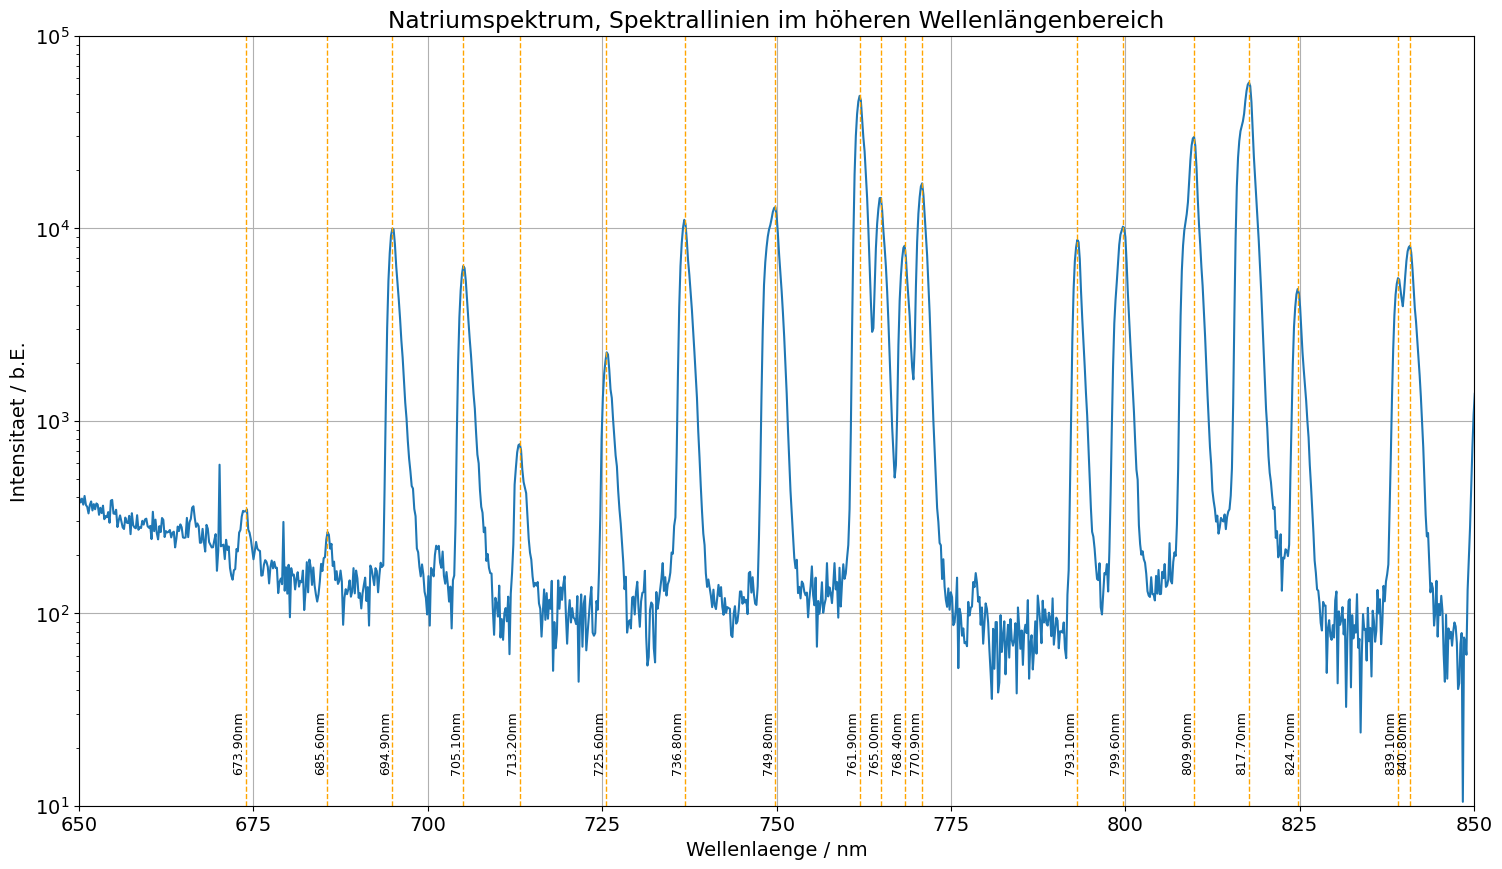 Natriumspektrum, Spektrallinien im höheren Wellenlängenbereich
Intensitaet / b.E.
10^5
10^4
10^3
10^2
10^1
673.90nm
685.60nm
694.90nm
705.10nm
713.20nm
725.60nm
736.80nm
749.80nm
761.90nm
765.00nm
768.40nm
770.90nm
793.10nm
799.60nm
809.90nm
817.70nm
824.70nm
839.10nm
840.80nm
650 675 700 725 750 775 800 825 850
Wellenlaenge / nm